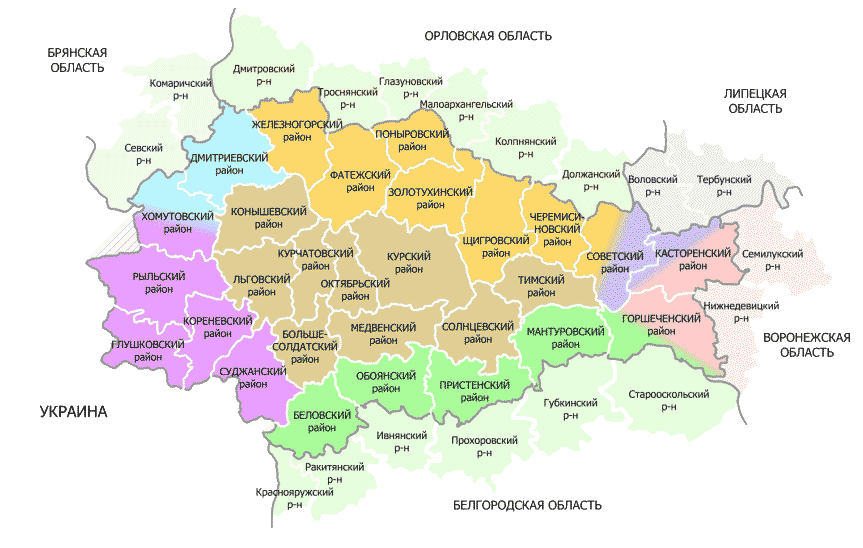 ОРЛОВСКАЯ ОБЛАСТЬ
БРЯНСКАЯ
ОБЛАСТЬ
Дмитровский
р-н
Комаричский
р-н
Троснянский
р-н
Глазуновский
р-н
Малоархангельский
р-н
ЛИПЕЦКАЯ
ОБЛАСТЬ
Севский
р-н
ЖЕЛЕЗНОГОРСКИЙ
район
ПОНЫРОВСКИЙ
район
Колпнянский
р-н
ДМИТРИЕВСКИЙ
район
ФАТЕЖСКИЙ
район
ЗОЛОТУХИНСКИЙ
район
Должанский
р-н
Воловский
р-н
Тербунский
р-н
ХОМУТОВСКИЙ
район
КОНЫШЕВСКИЙ
район
ЩИГРОВСКИЙ
район
ЧЕРЕМИСИ-
НОВСКИЙ
район
СОВЕТСКИЙ
район
КАСТОРЕНСКИЙ
район
Семилукский
р-н
РЫЛЬСКИЙ
район
ЛЬГОВСКИЙ
район
КУРЧАТОВСКИЙ
район
ОКТЯБРЬСКИЙ
район
КУРСКИЙ
район
ТИМСКИЙ
район
Нижнедевицкий
р-н
ГЛУШКОВСКИЙ
район
КОРЕНЕВСКИЙ
район
БОЛЬШЕ-
СОЛДАТСКИЙ
район
МЕДВЕНСКИЙ
район
СОЛНЦЕВСКИЙ
район
МАНТУРОВСКИЙ
район
ГОРШЕЧЕНСКИЙ
район
ВОРОНЕЖСКАЯ
ОБЛАСТЬ
СУДЖАНСКИЙ
район
ОБОЯНСКИЙ
район
ПРИСТЕНСКИЙ
район
УКРАИНА
БЕЛОВСКИЙ
район
Губкинский
р-н
Старооскольский
р-н
Ивнянский
р-н
Прохоровский
р-н
Ракитянский
р-н
Краснояружский
р-н
БЕЛГОРОДСКАЯ ОБЛАСТЬ